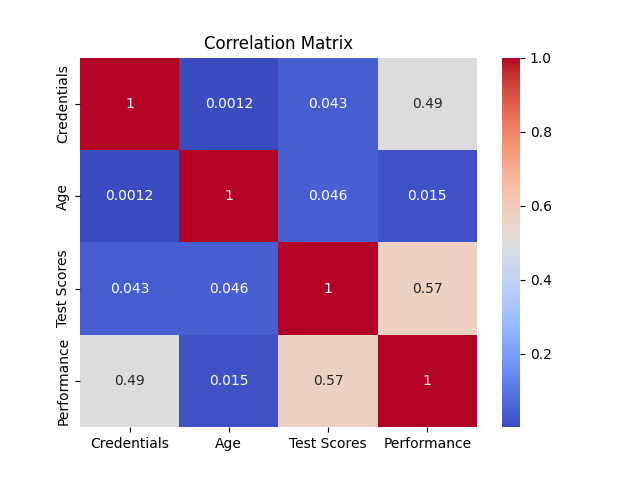 Correlation Matrix
Credentials 1 0.0012 0.043 0.49
Age 0.0012 1 0.046 0.015
Test Scores 0.043 0.046 1 0.57
Performance 0.49 0.015 0.57 1
Credentials Age Test Scores Performance
1.0
0.8
0.6
0.4
0.2